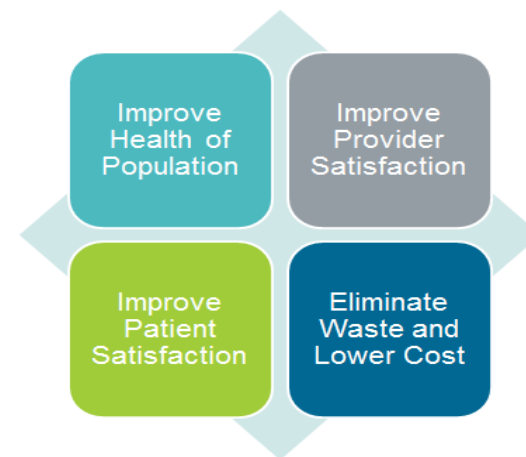 Improve
Health of
Population
Improve
Provider
Satisfaction
Improve
Patient
Satisfaction
Eliminate
Waste and
Lower Cost